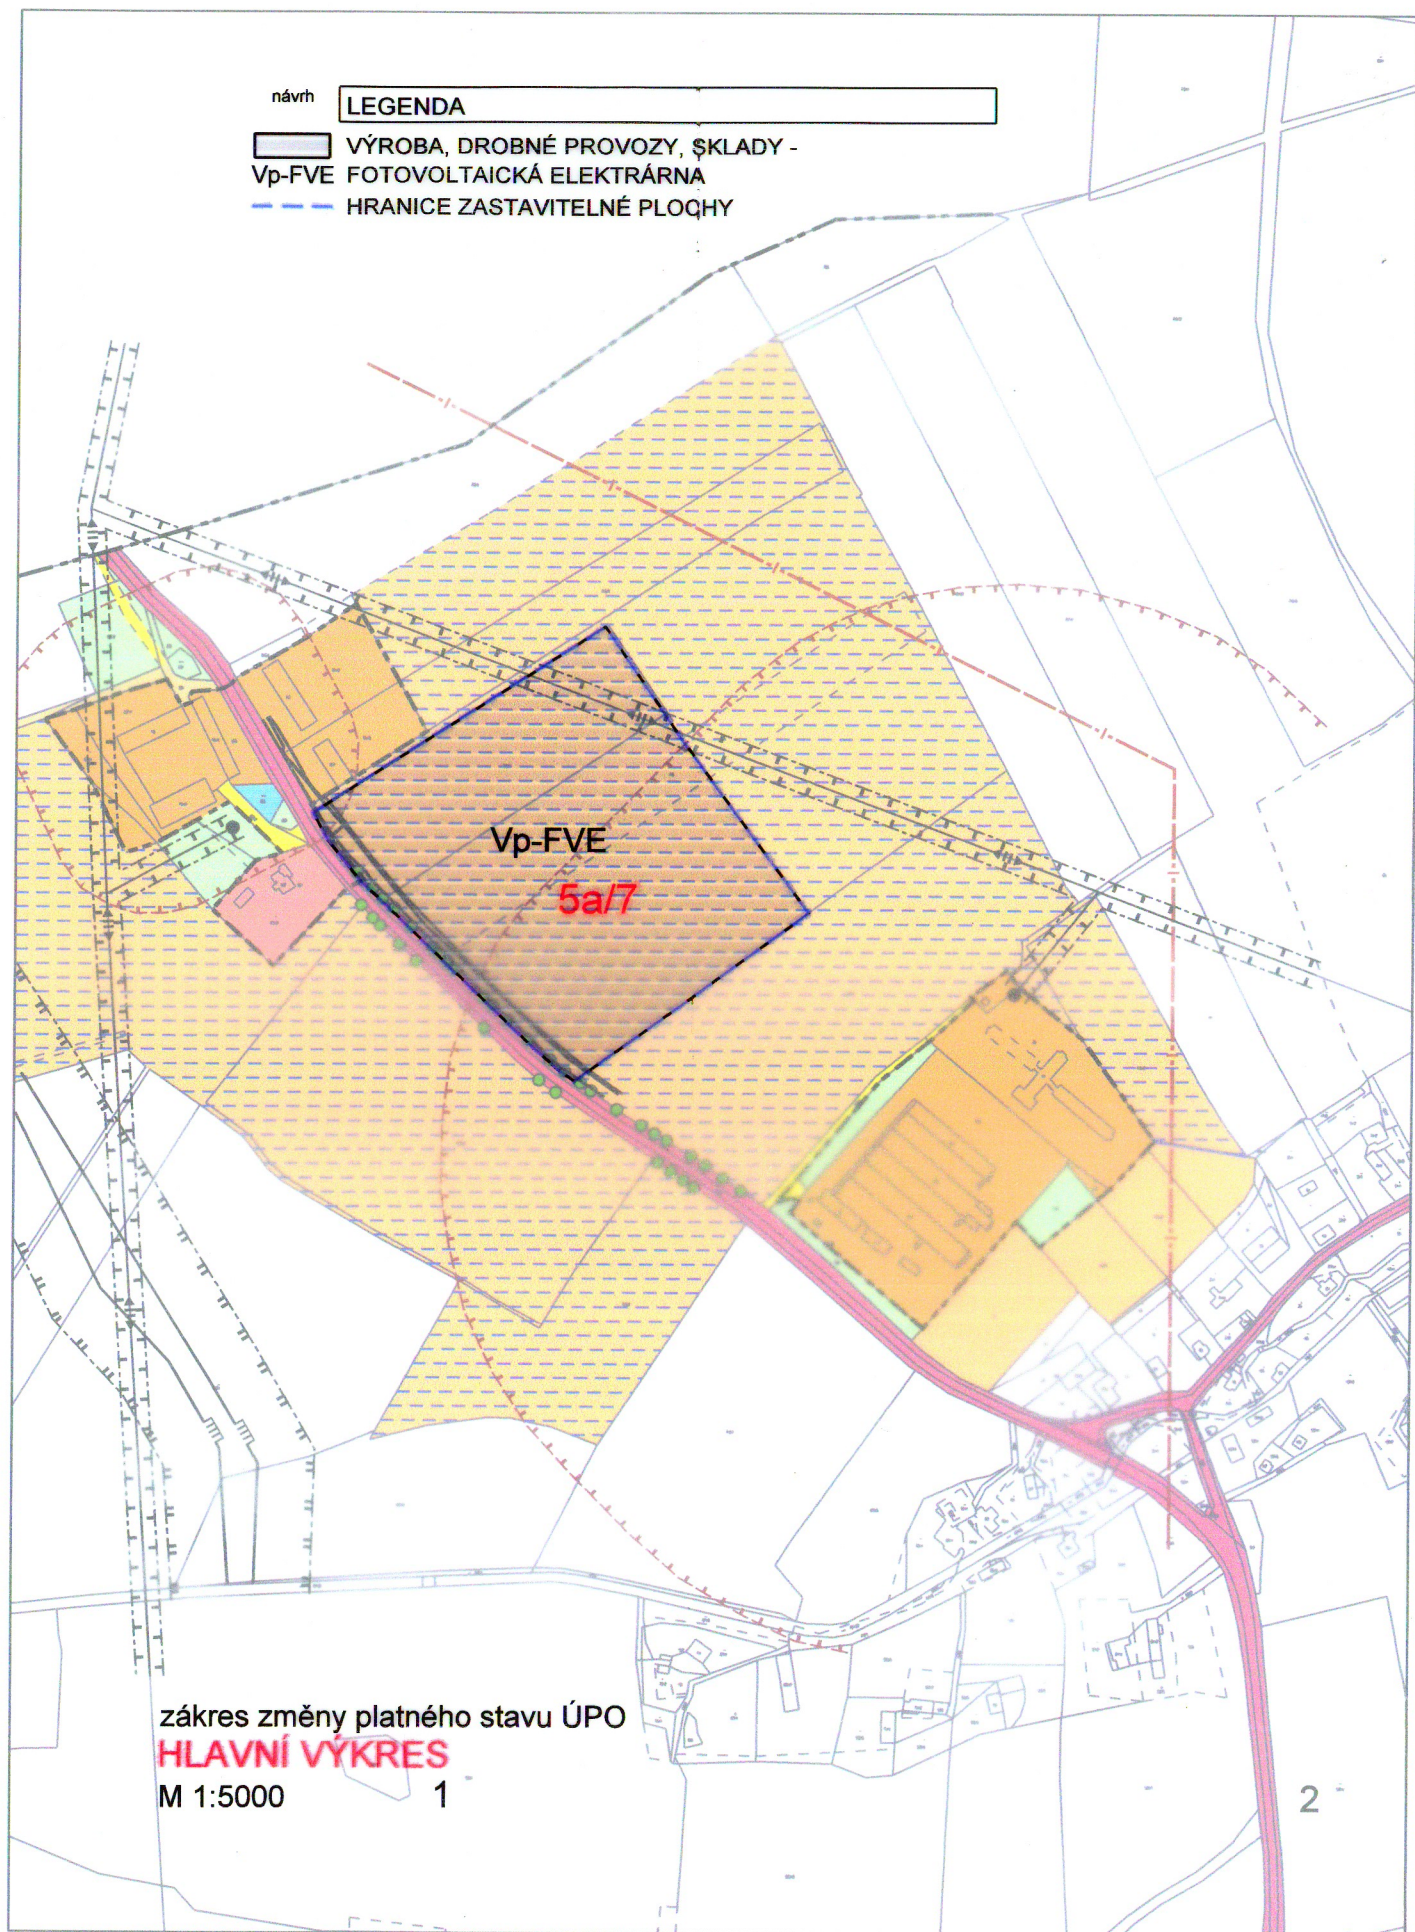 návrh
LEGENDA
VÝROBA, DROBNÉ PROVOZY, SKLADY -
Vp-FVE FOTOVOLTAICKÁ ELEKTRÁRNA
HRANICE ZASTAVITELNÉ PLOCHY
Vp-FVE
5a/7
zákres změny platného stavu ÚPO
HLAVNÍ VÝKRES
M 1:5000 1
2